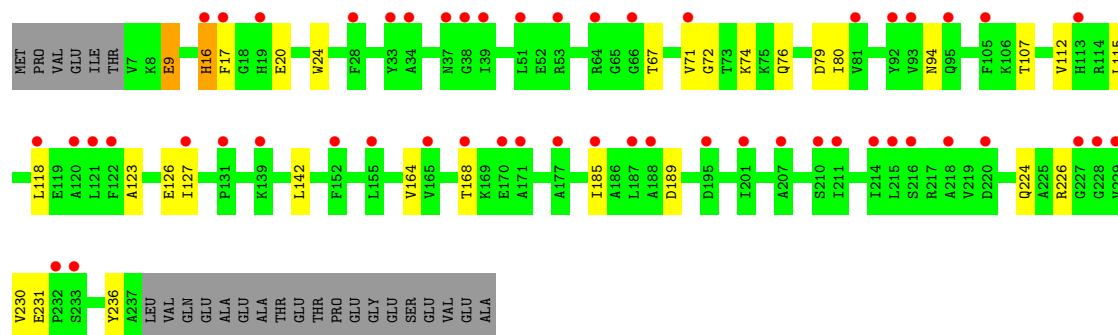 MET PRO VAL GLU ILE THR V7 K8 E9 H16 F17 G18 H19 E20 W24 F28 Y33 A34 N37 G38 I39 L51 E52 R53 R64 G65 G66 T67 V71 G72 T73 K74 K75 Q76 D79 I80 V81 Y92 V93 N94 Q95 F105 K106 T107 V112 H113 R114
L118 E119 A120 L121 F122 A123 E126 I127 P131 K139 L142 F152 L155 V164 V165 T168 K169 E170 A171 A177 I185 A186 L187 A188 D189 D195 I201 A207 S210 I211 I214 L215 S216 R217 A218 V219 D220 Q224 A225 R226 G227 G228
V230 E231 P232 S233 Y236 A237 LEU VAL GLN GLU ALA GLU ALA THR GLU THR PRO GLU GLY GLU SER GLU VAL GLU ALA